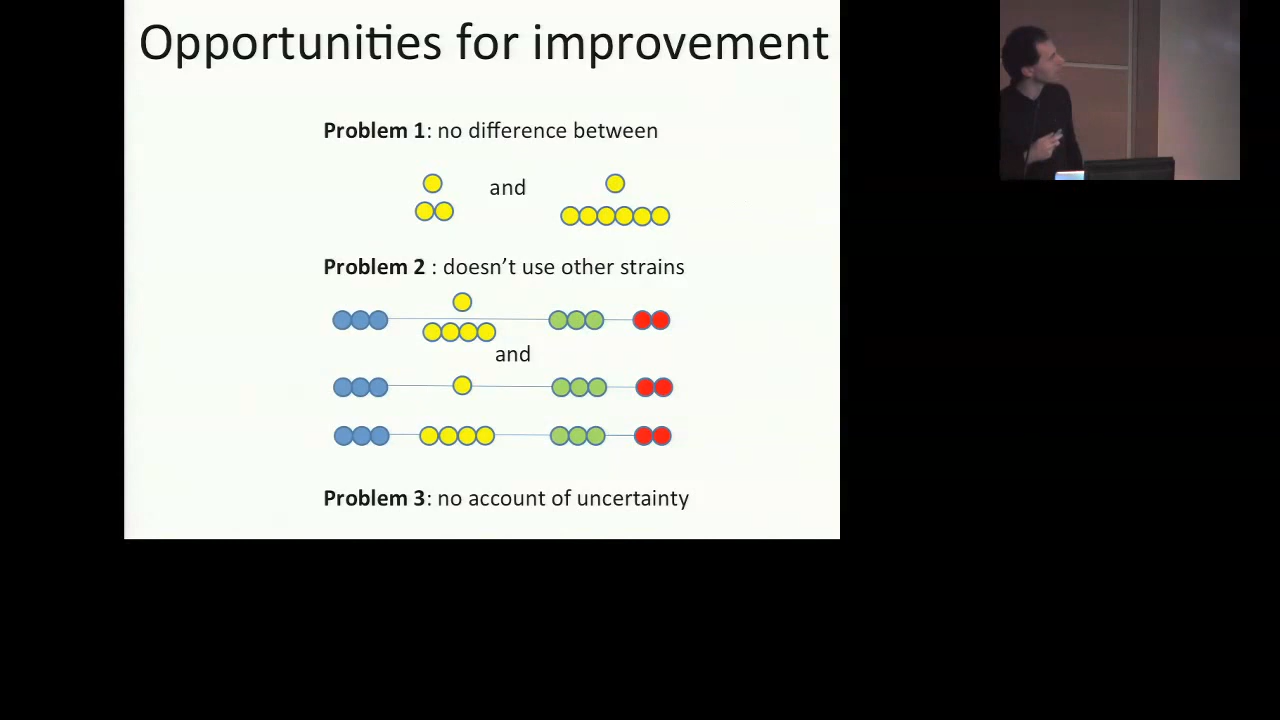 Opportunities for improvement
Problem 1: no difference between
and
Problem 2 : doesn’t use other strains
and
Problem 3: no account of uncertainty